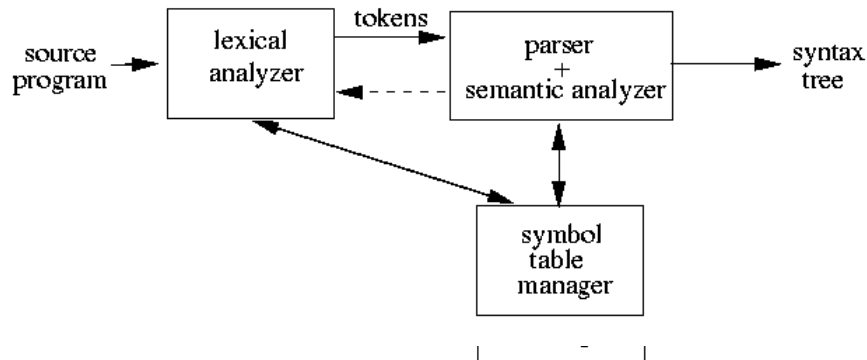 tokens
source
program
lexical
analyzer
parser
+
semantic analyzer
syntax
tree
symbol
table
manager